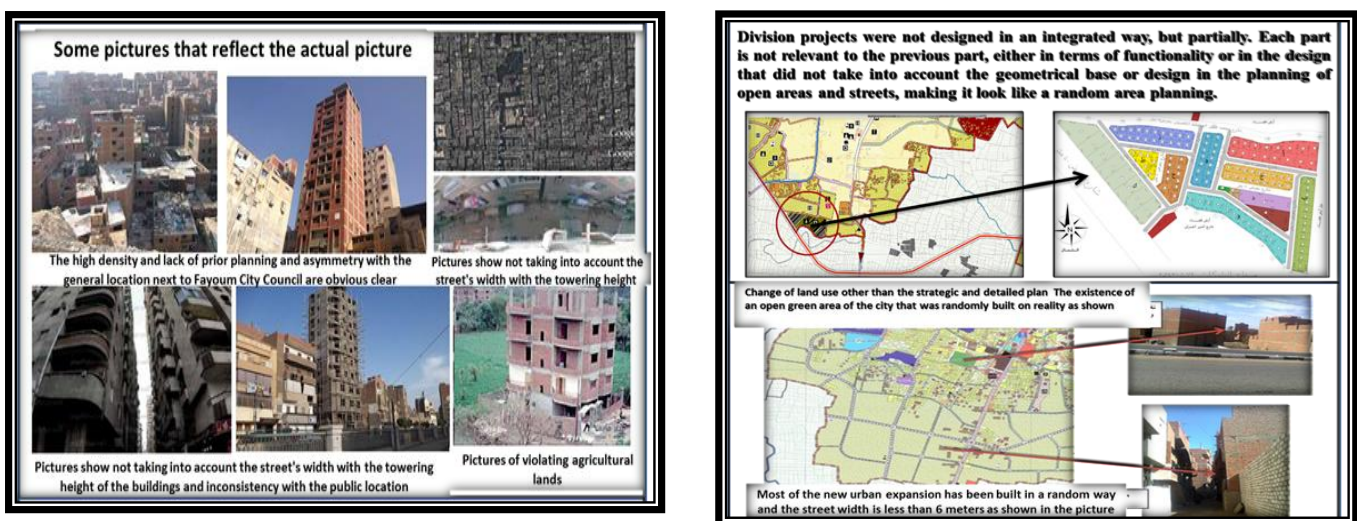 Some pictures that reflect the actual picture
Google
The high density and lack of prior planning and asymmetry with the
general location next to Fayoum City Council are obvious clear
Pictures show not taking into account the
street's width with the towering height
Pictures show not taking into account the street's width with the towering
height of the buildings and inconsistency with the public location
Pictures of violating agricultural
lands
Division projects were not designed in an integrated way, but partially. Each part
is not relevant to the previous part, either in terms of functionality or in the design
that did not take into account the geometrical base or design in the planning of
open areas and streets, making it look like a random area planning.
N
Change of land use other than the strategic and detailed plan The existence of
an open green area of the city that was randomly built on reality as shown
Most of the new urban expansion has been built in a random way
and the street width is less than 6 meters as shown in the picture